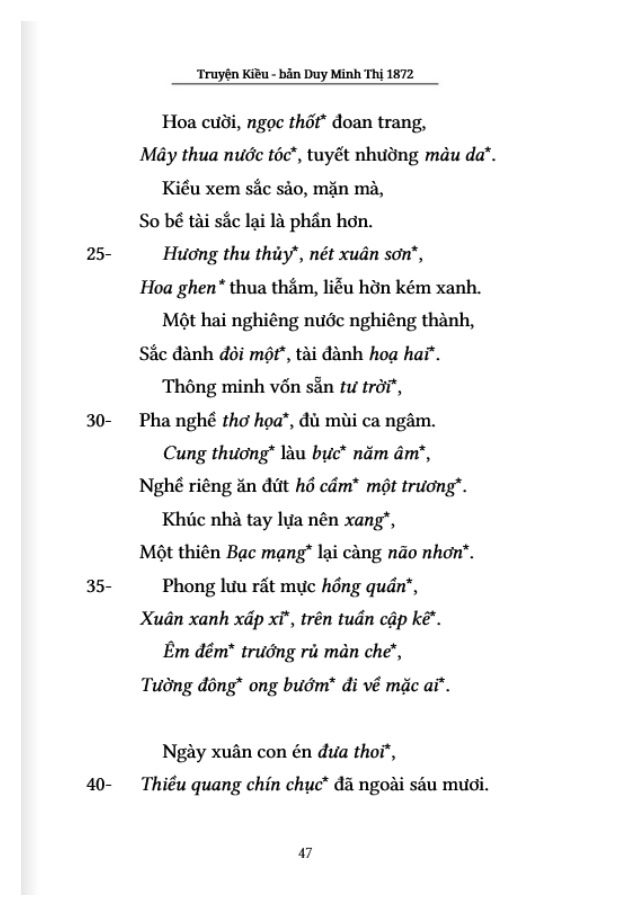 Truyện Kiều - bản Duy Minh Thị 1872
Hoa cười, ngọc thốt* đoan trang,
Mây thua nước tóc*, tuyết nhường màu da*.
Kiều xem sắc sảo, mặn mà,
So bề tài sắc lại là phần hơn.
25- Hương thu thủy*, nét xuân sơn*,
Hoa ghen* thua thắm, liễu hờn kém xanh.
Một hai nghiêng nước nghiêng thành,
Sắc đành đòi một*, tài đành hoạ hai*.
Thông minh vốn sẵn tư trời*,
30- Pha nghề thơ họa*, đủ mùi ca ngâm.
Cung thương* làu bực* năm âm*,
Nghề riêng ăn đứt hồ cầm* một trương*.
Khúc nhà tay lựa nên xang*,
Một thiên Bạc mạng* lại càng não nhơn*.
35- Phong lưu rất mực hồng quần*,
Xuân xanh xấp xỉ*, trên tuần cập kê*.
Êm đềm* trướng rủ màn che*,
Tường đông* ong bướm* đi về mặc ai*.
Ngày xuân con én đưa thoi*,
40- Thiều quang chín chục* đã ngoài sáu mươi.
47